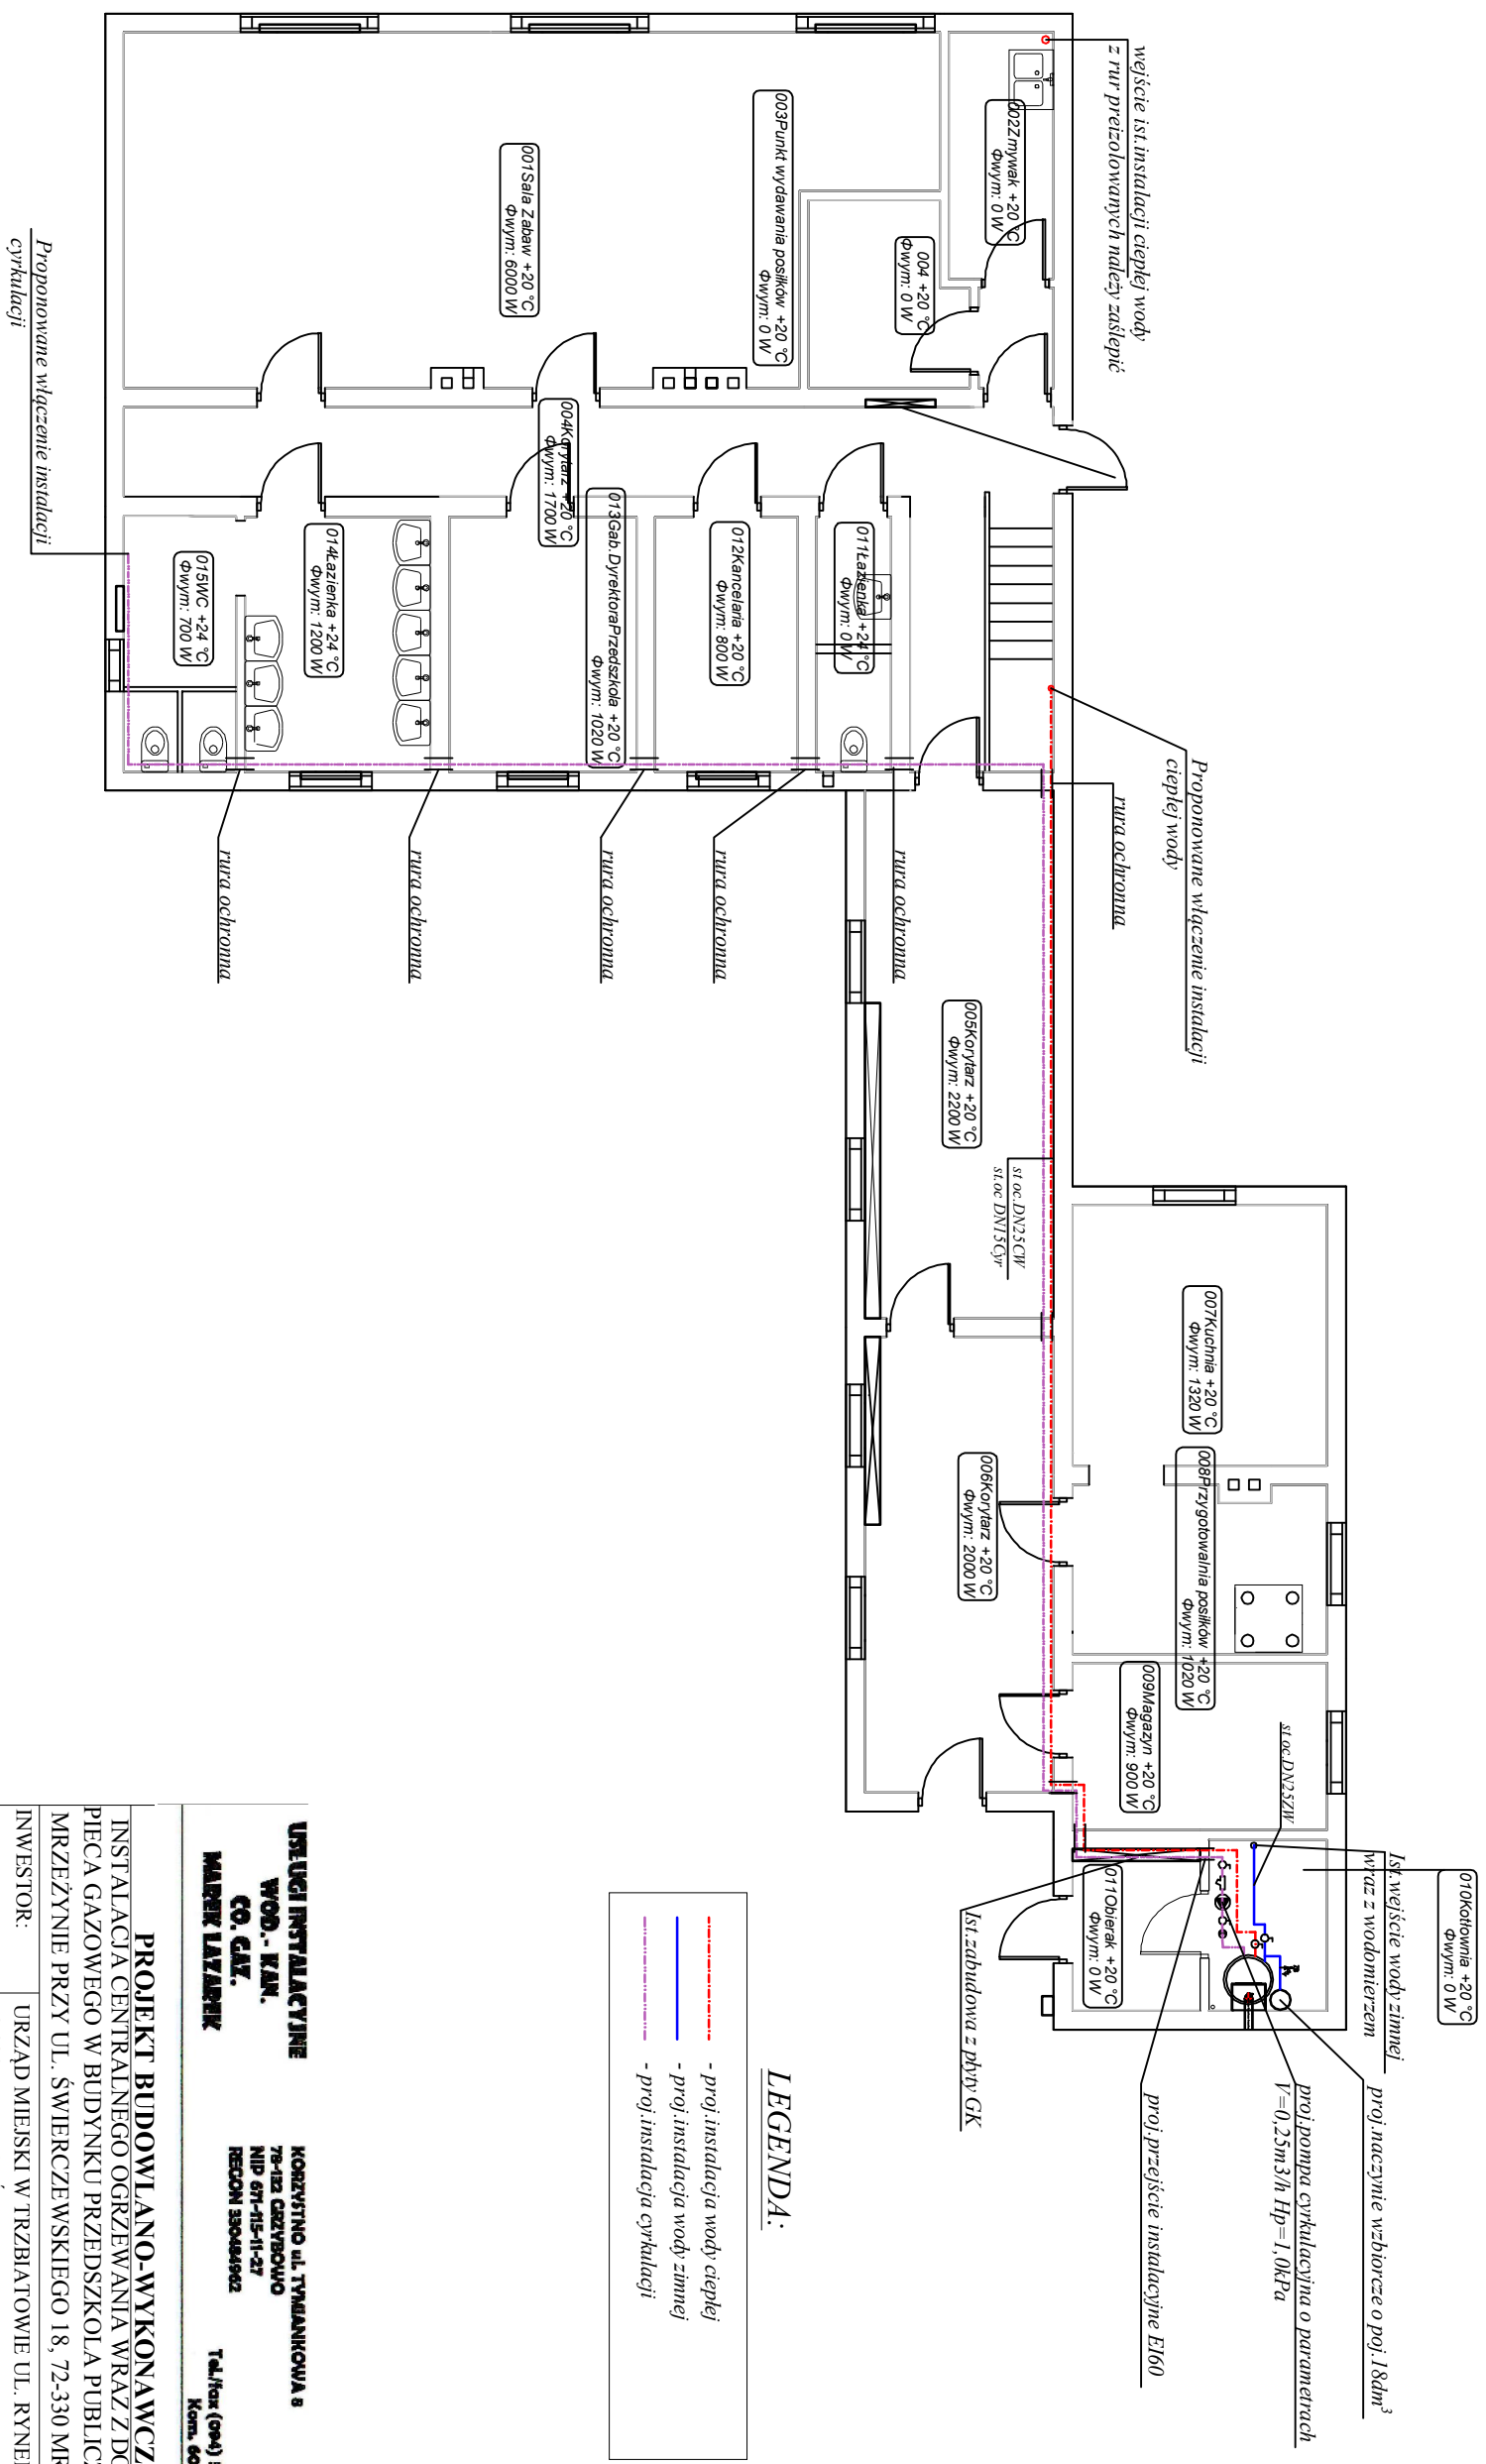 wejście ist.instalacji ciepłej wody
z rur preizolowanych należy zaślepić
002Zmywak +20 °C
Φwym: 0 W
004 +20 °C
Φwym: 0 W
003Punkt wydawania posiłków +20 °C
Φwym: 0 W
001Sala Zabaw +20 °C
Φwym: 6000 W
Proponowane włączenie instalacji
cyrkulacji
004Korytarz +20 °C
Φwym: 1700 W
011Łazienka +24 °C
Φwym: 0 W
012Kancelaria +20 °C
Φwym: 800 W
013Gab.DyrektoraPrzedszkola +20 °C
Φwym: 1020 W
014Łazienka +24 °C
Φwym: 1200 W
015WC +24 °C
Φwym: 700 W
Proponowane włączenie instalacji
ciepłej wody
rura ochronna
rura ochronna
rura ochronna
rura ochronna
rura ochronna
rura ochronna
005Korytarz +20 °C
Φwym: 2200 W
st.oc.DN25CW
st.oc DN15Cyr
007Kuchnia +20 °C
Φwym: 1320 W
008Przygotowalnia posiłków +20 °C
Φwym: 1020 W
006Korytarz +20 °C
Φwym: 2000 W
009Magazyn +20 °C
Φwym: 900 W
st.oc.DN25ZW
010Kotłownia +20 °C
Φwym: 0 W
Ist.wejście wody zimnej
wraz z wodomierzem
011Obierak +20 °C
Φwym: 0 W
proj.naczynie wzbiorcze o poj.18dm³
proj.pompa cyrkulacyjna o parametrach
V=0,25m3/h Hp=1,0kPa
proj.przejście instalacyjne EI60
Ist.zabudowa z płyty GK
LEGENDA:
- proj.instalacja wody ciepłej
- proj.instalacja wody zimnej
- proj.instalacja cyrkulacji
USŁUGI INSTALACYJNE
WOD.- KAN.
CO. GAZ.
MAREK ŁAZAREK
KORZYSTNO ul. TYMIANKOWA 8
78-132 GRZYBOWO
NIP 671-115-11-27
REGON 330484962
Tel./fax (094)
Kom. 60
PROJEKT BUDOWLANO-WYKONAWCZ
INSTALACJA CENTRALNEGO OGRZEWANIA WRAZ Z DO
PIECA GAZOWEGO W BUDYNKU PRZEDSZKOLA PUBLIC
MRZEŻYNIE PRZY UL. ŚWIERCZEWSKIEGO 18, 72-330 MR
INWESTOR:
URZĄD MIEJSKI W TRZBIATOWIE UL. RYNE